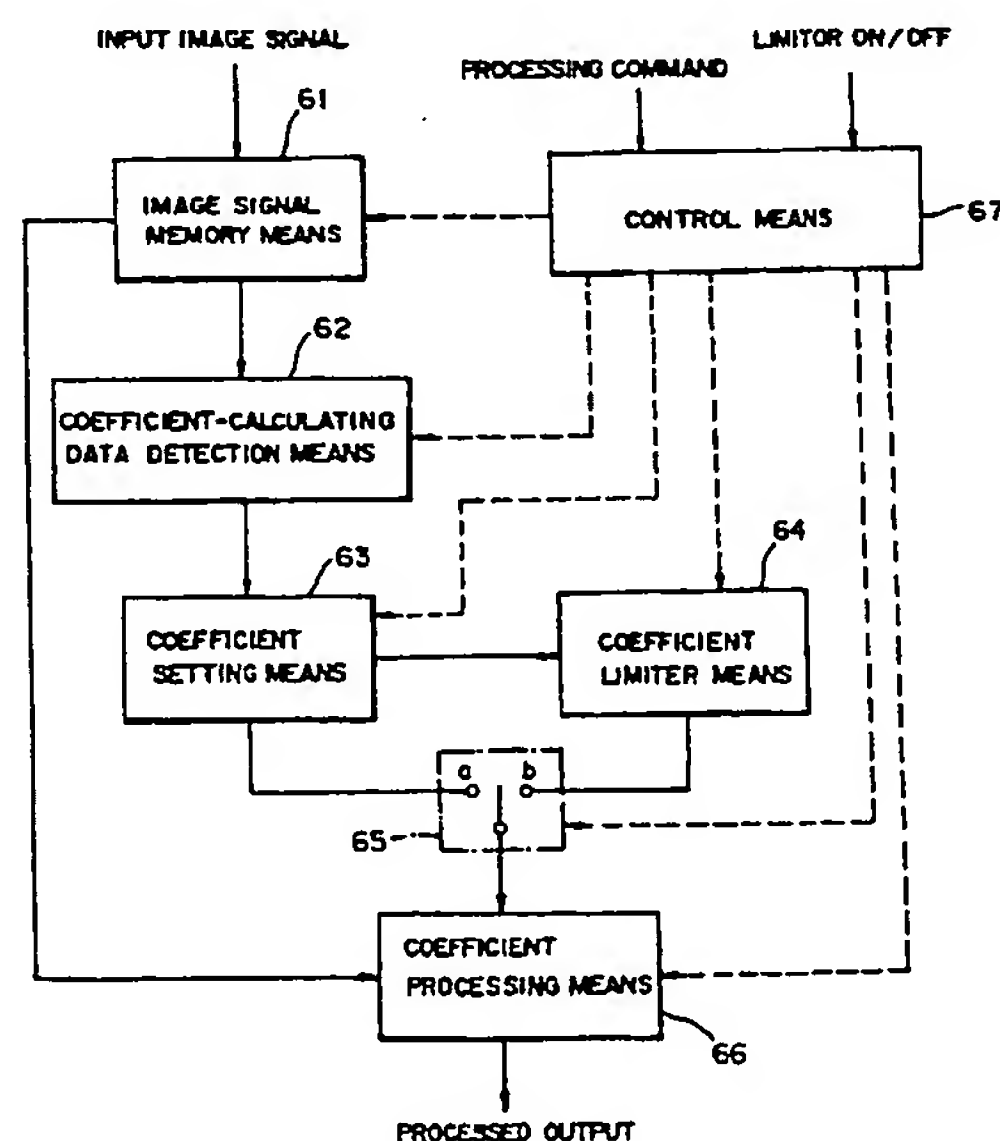 INPUT IMAGE SIGNAL
LIMITOR ON/OFF
PROCESSING COMMAND
61
IMAGE SIGNAL
MEMORY MEANS
CONTROL MEANS
67
62
COEFFICIENT-CALCULATING
DATA DETECTION MEANS
63
COEFFICIENT
SETTING MEANS
64
COEFFICIENT
LIMITER MEANS
a
b
65
COEFFICIENT
PROCESSING MEANS
66
PROCESSED OUTPUT